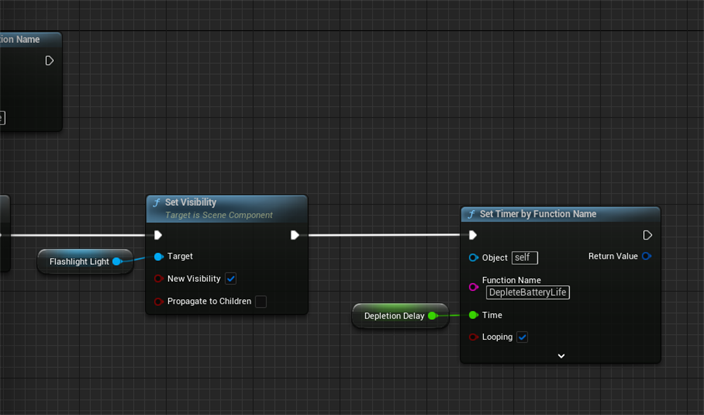 ion Name
Set Visibility
Target is Scene Component
Flashlight Light
Target
New Visibility
Propagate to Children
Set Timer by Function Name
Object self
Return Value
Function Name
DepleteBatteryLife
Depletion Delay
Time
Looping